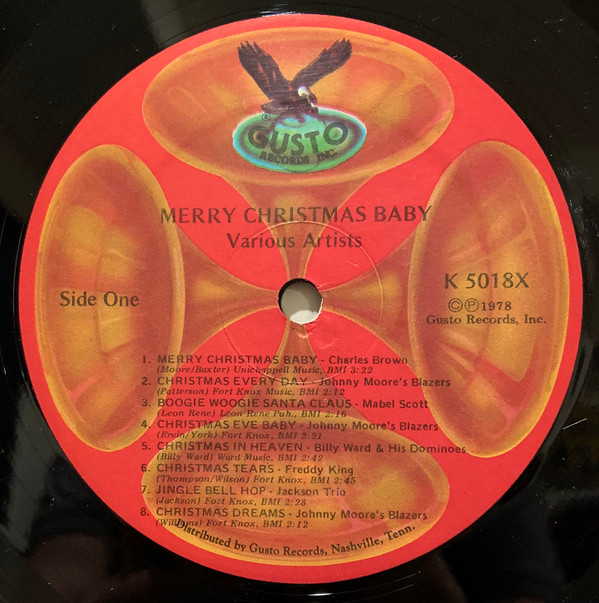 ®
GUSTO
RECORDS INC.
MERRY CHRISTMAS BABY
Various Artists
Side One
K 5018X
©℗1978
Gusto Records, Inc.
1. MERRY CHRISTMAS BABY - Charles Brown
(Moore/Baxter) Unichappell Music, BMI 3:22
2. CHRISTMAS EVERY DAY - Johnny Moore's Blazers
(Patterson) Fort Knox Music, BMI 2:12
3. BOOGIE WOOGIE SANTA CLAUS - Mabel Scott
(Leon Rene) Leon Rene Pub., BMI 2:16
4. CHRISTMAS EVE BABY - Johnny Moore's Blazers
(Erwin/York) Fort Knox, BMI 2:21
5. CHRISTMAS IN HEAVEN - Billy Ward & His Dominoes
(Billy Ward) Ward Music, BMI 2:42
6. CHRISTMAS TEARS - Freddy King
(Thompson/Wilson) Fort Knox, BMI 2:45
7. JINGLE BELL HOP - Jackson Trio
(Jackson) Foct Knox, BMI 2:28
8. CHRISTMAS DREAMS - Johnny Moore's Blazers
(Williams) Fort Knox, BMI 2:12
Distributed by Gusto Records, Nashville, Tenn.